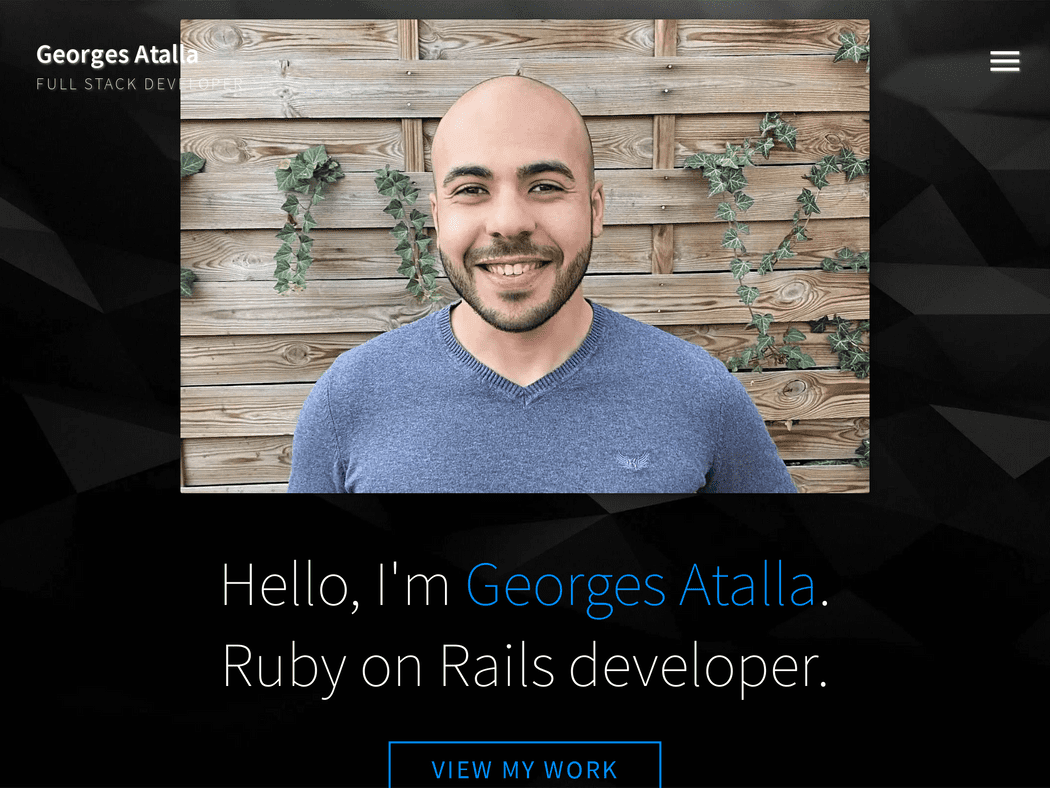 Georges Atalla
FULL STACK DEVELOPER
Hello, I'm Georges Atalla.
Ruby on Rails developer.
VIEW MY WORK